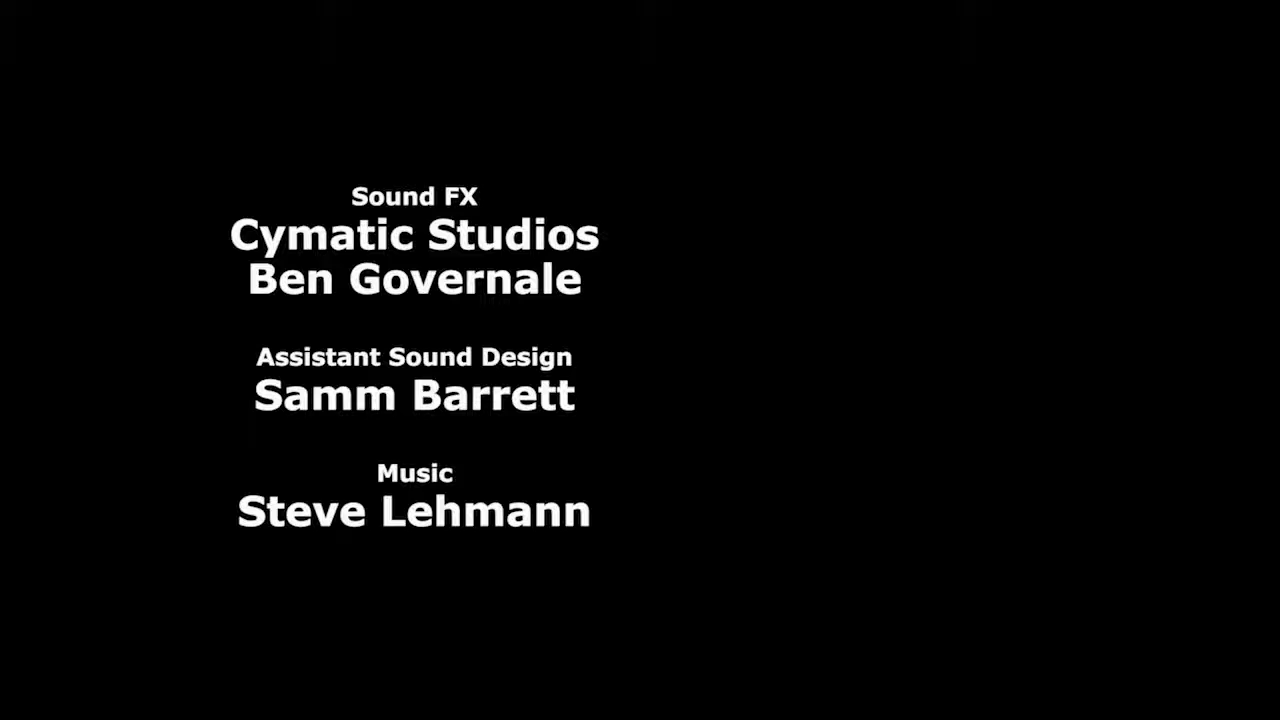 Sound FX
Cymatic Studios
Ben Governale
Assistant Sound Design
Samm Barrett
Music
Steve Lehmann